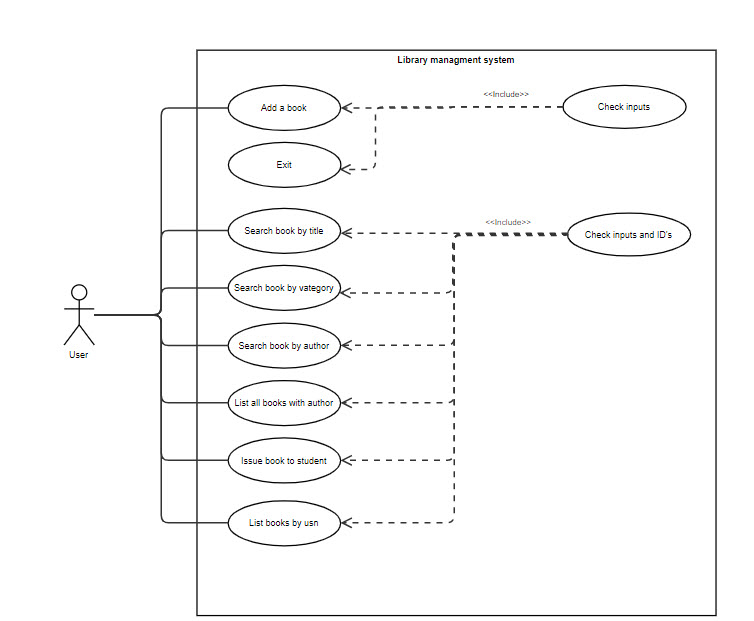 Library managment system
<<Include>>
Add a book
Check inputs
Exit
<<Include>>
Search book by title
Check inputs and ID's
Search book by vategory
Search book by author
User
List all books with author
Issue book to student
List books by usn